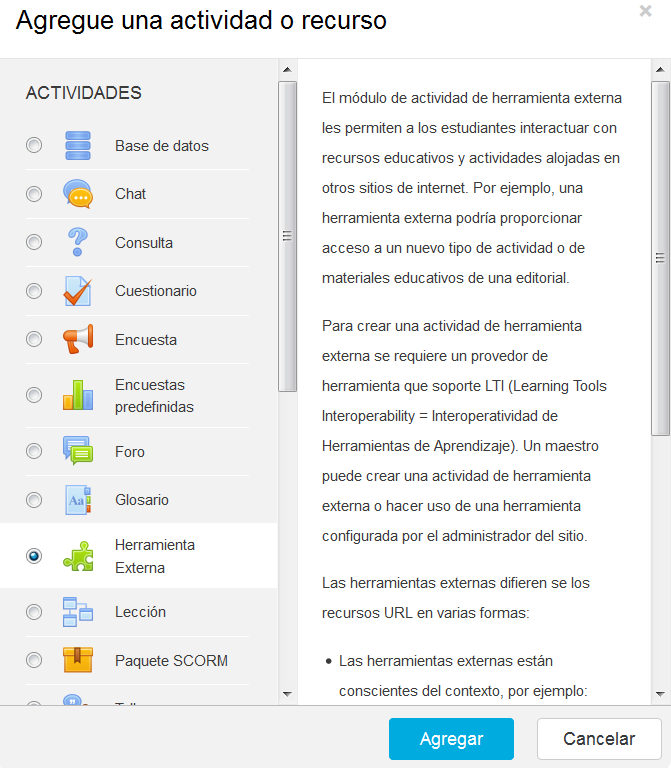 Agregue una actividad o recurso
ACTIVIDADES
Base de datos
Chat
Consulta
Cuestionario
Encuesta
Encuestas
predefinidas
Foro
Aa
Glosario
Herramienta
Externa
Lección
Paquete SCORM
El módulo de actividad de herramienta externa
les permiten a los estudiantes interactuar con
recursos educativos y actividades alojadas en
otros sitios de internet. Por ejemplo, una
herramienta externa podría proporcionar
acceso a un nuevo tipo de actividad o de
materiales educativos de una editorial.
Para crear una actividad de herramienta
externa se requiere un provedor de
herramienta que soporte LTI (Learning Tools
Interoperability = Interoperatividad de
Herramientas de Aprendizaje). Un maestro
puede crear una actividad de herramienta
externa o hacer uso de una herramienta
configurada por el administrador del sitio.
Las herramientas externas difieren se los
recursos URL en varias formas:
• Las herramientas externas están
conscientes del contexto, por ejemplo:
Agregar
Cancelar